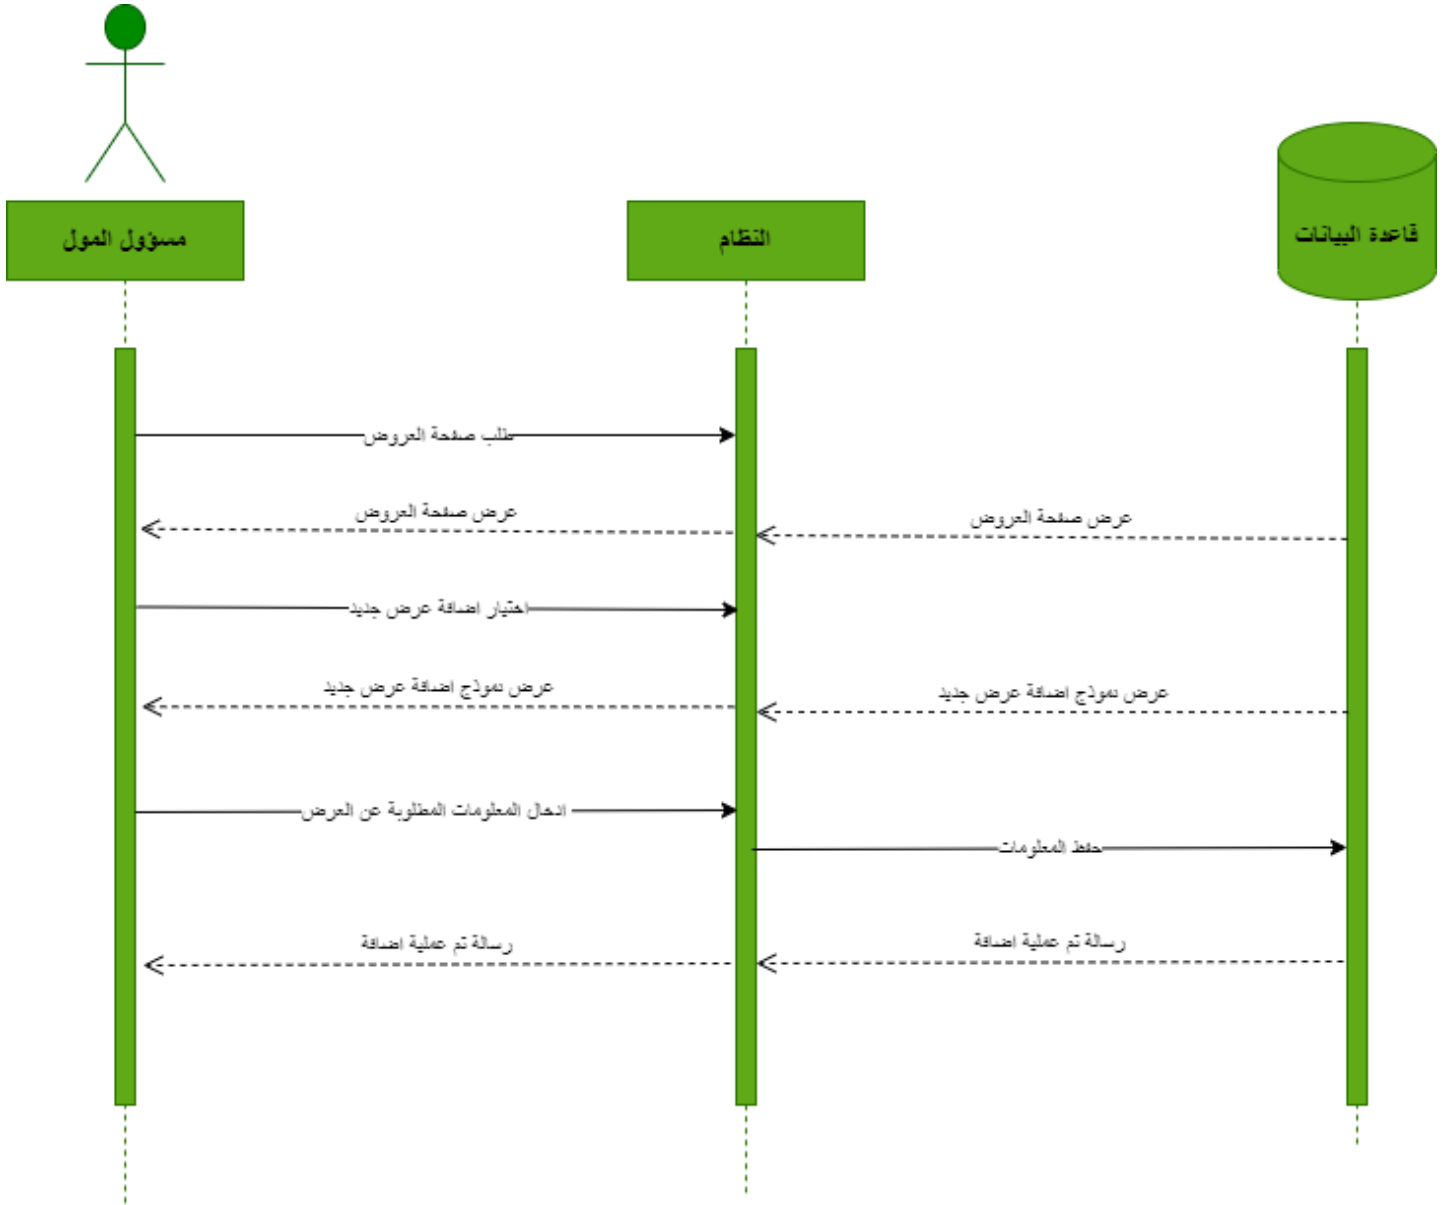 مسؤول المول
النظام
قاعدة البيانات
طلب صفحة العروض
عرض صفحة العروض
عرض صفحة العروض
اختيار اضافة عرض جديد
عرض نموذج اضافة عرض جديد
عرض نموذج اضافة عرض جديد
ادخال المعلومات المطلوبة عن العرض
حفظ المعلومات
رسالة تم عملية اضافة
رسالة تم عملية اضافة